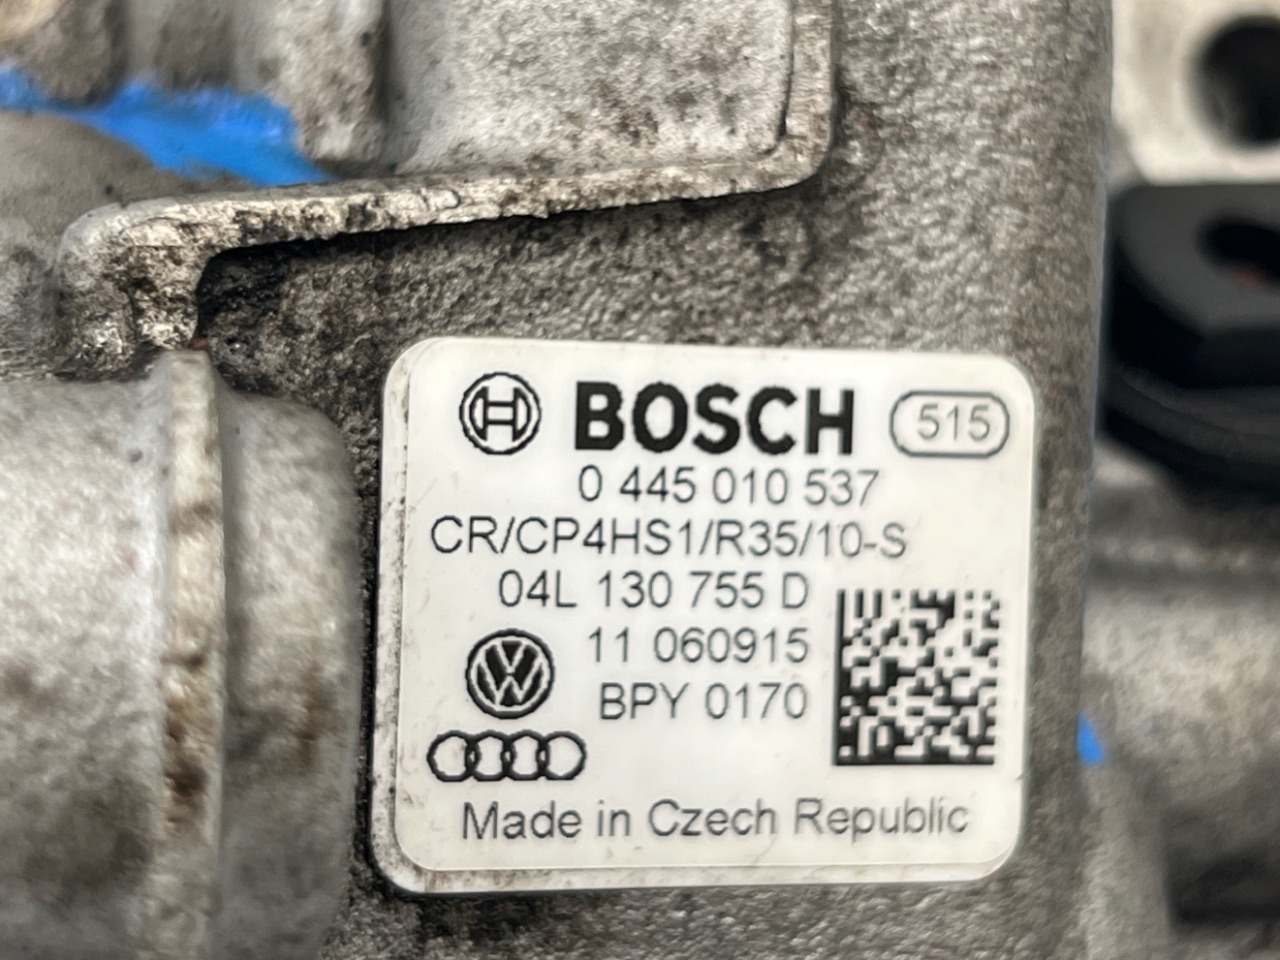 BOSCH 515
0 445 010 537
CR/CP4HS1/R35/10-S
04L 130 755 D
11 060915
BPY 0170
Made in Czech Republic